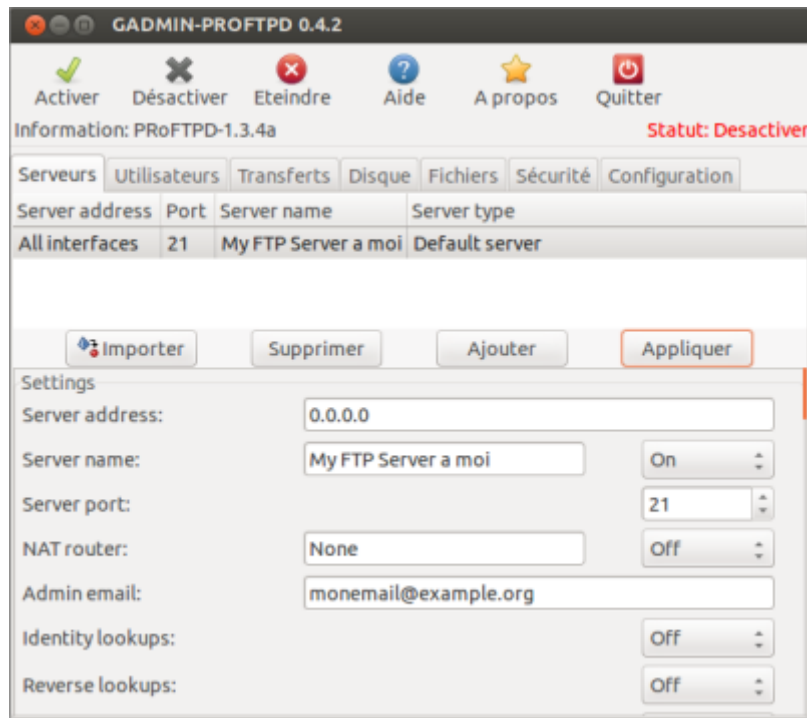 GADMIN-PROFTPD 0.4.2
Activer Désactiver Eteindre Aide A propos Quitter
Information: PRoFTPD-1.3.4a Statut: Desactiver
Serveurs Utilisateurs Transferts Disque Fichiers Sécurité Configuration
Server address Port Server name Server type
All interfaces 21 My FTP Server a moi Default server
Importer Supprimer Ajouter Appliquer
Settings
Server address: 0.0.0.0
Server name: My FTP Server a moi On
Server port: 21
NAT router: None Off
Admin email: monemail@example.org
Identity lookups: Off
Reverse lookups: Off